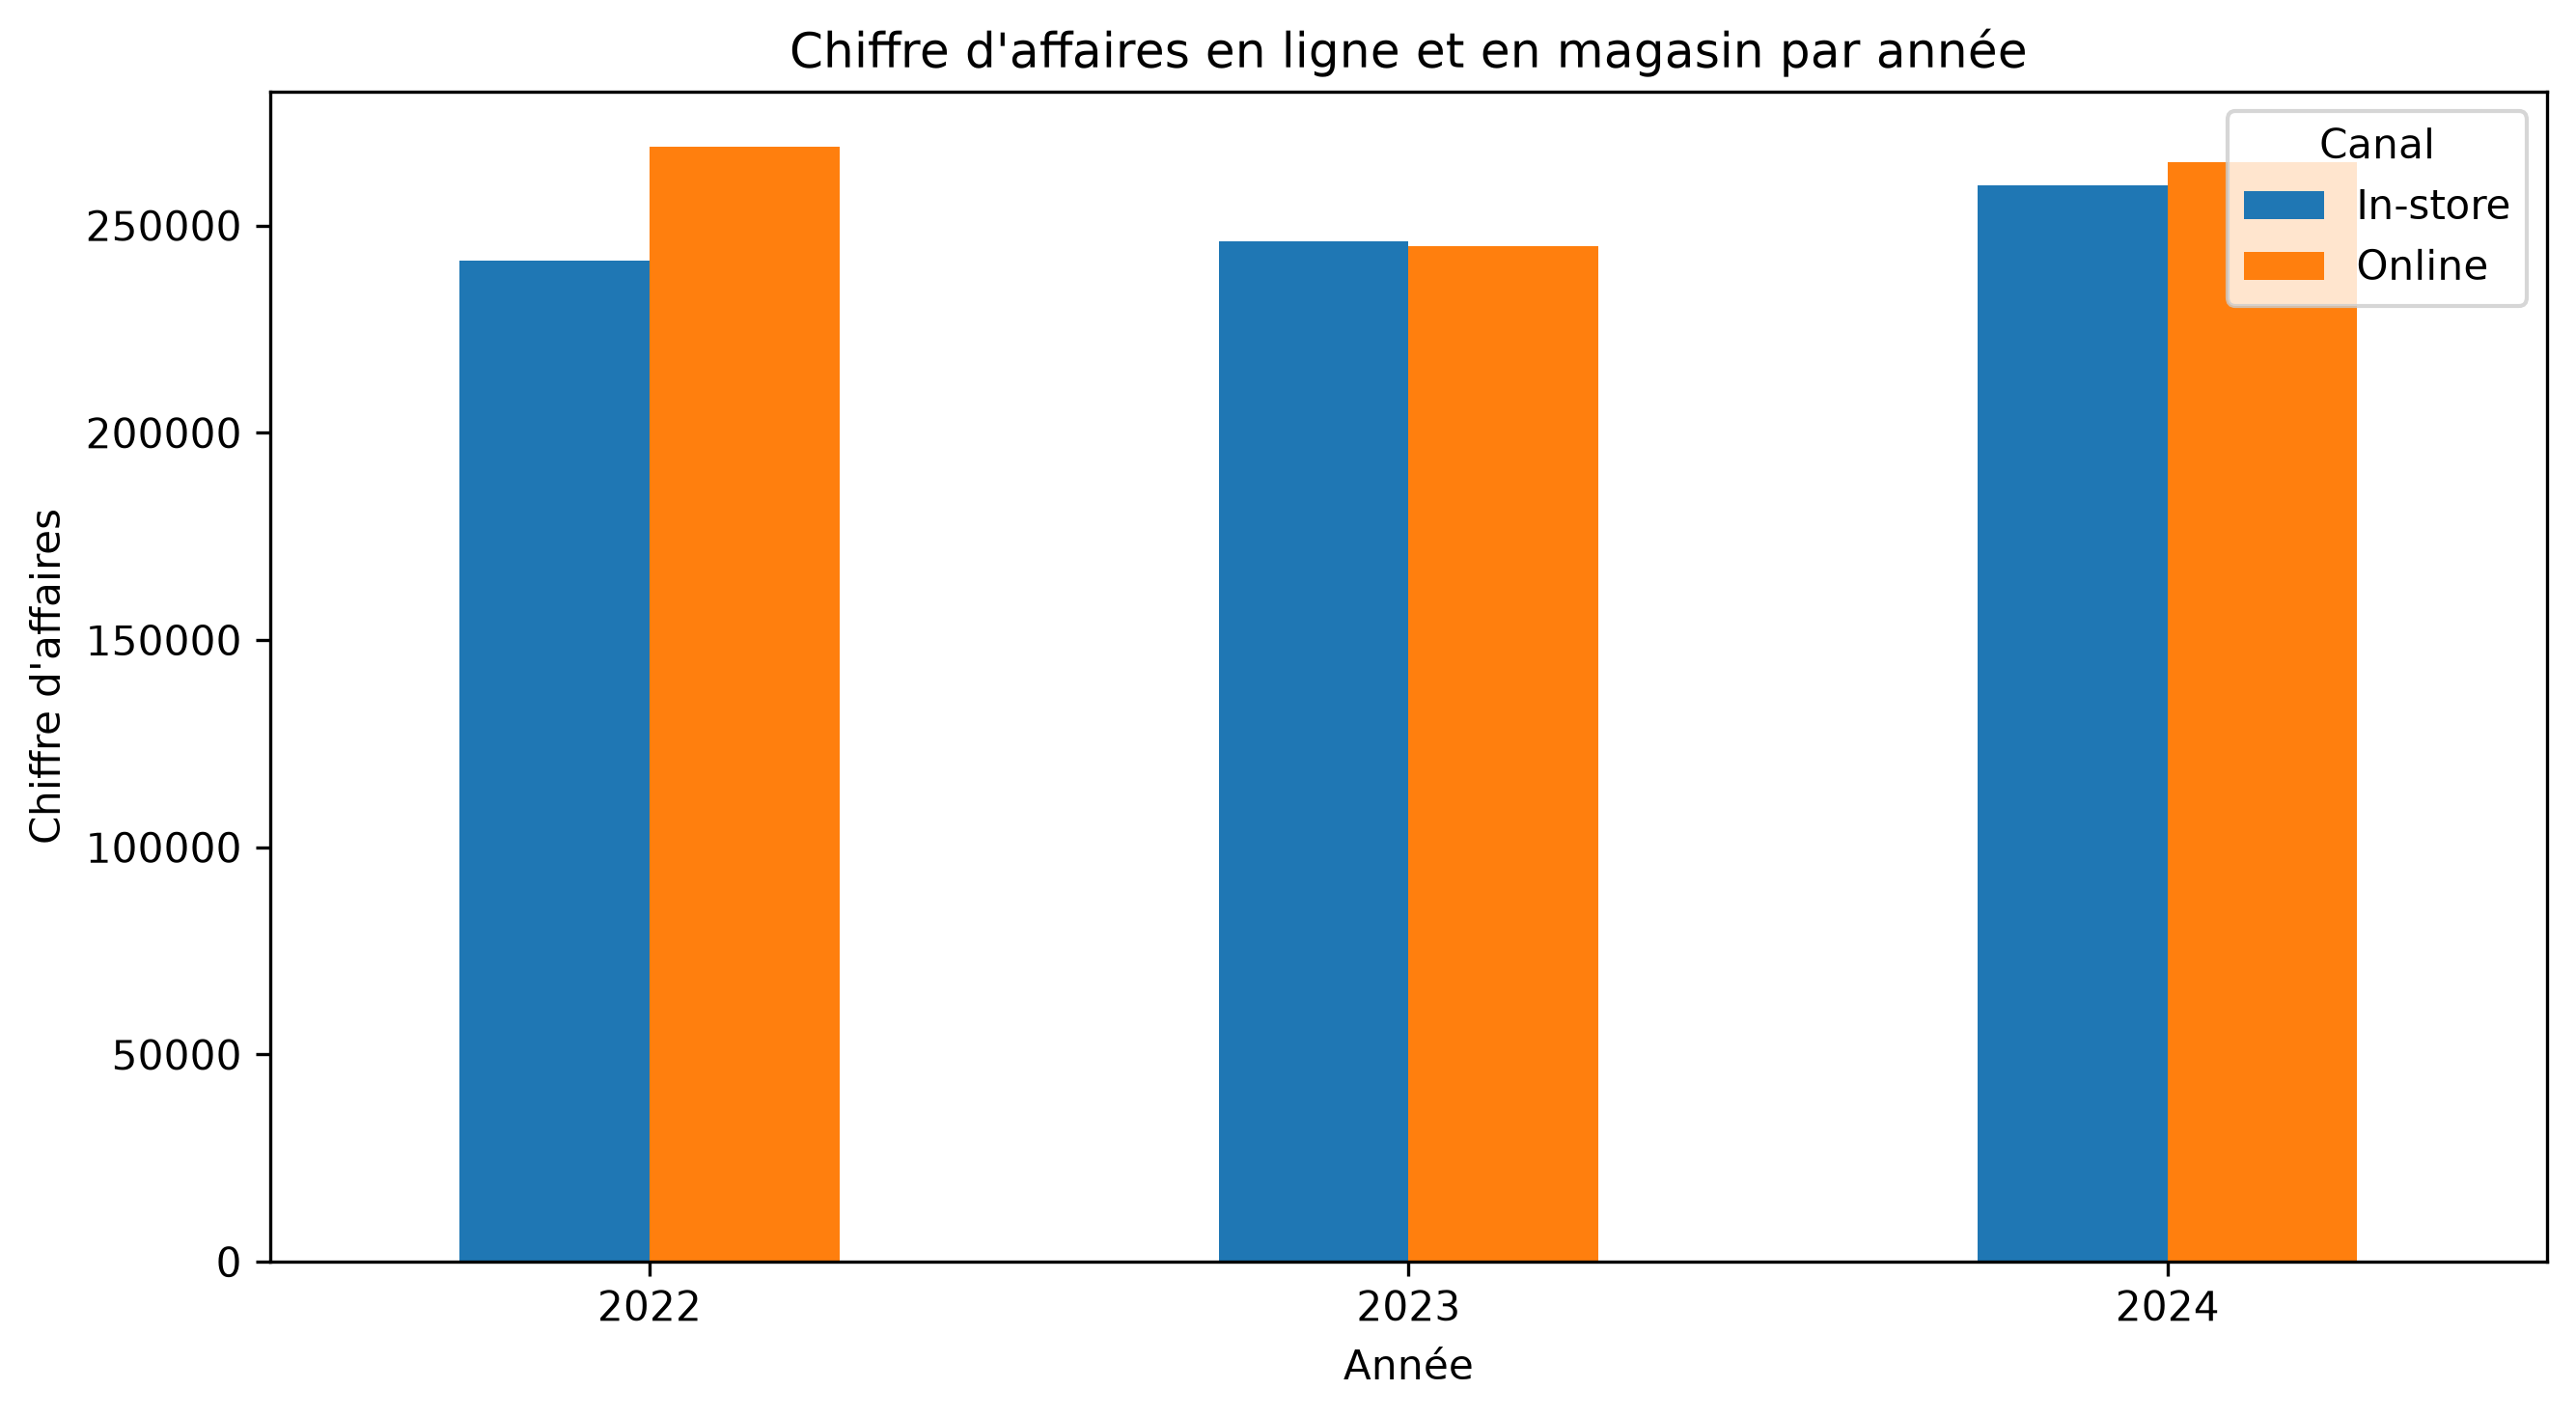 Chiffre d'affaires en ligne et en magasin par année
Canal
In-store
Online
Chiffre d'affaires
250000
200000
150000
100000
50000
0
2022
2023
2024
Année